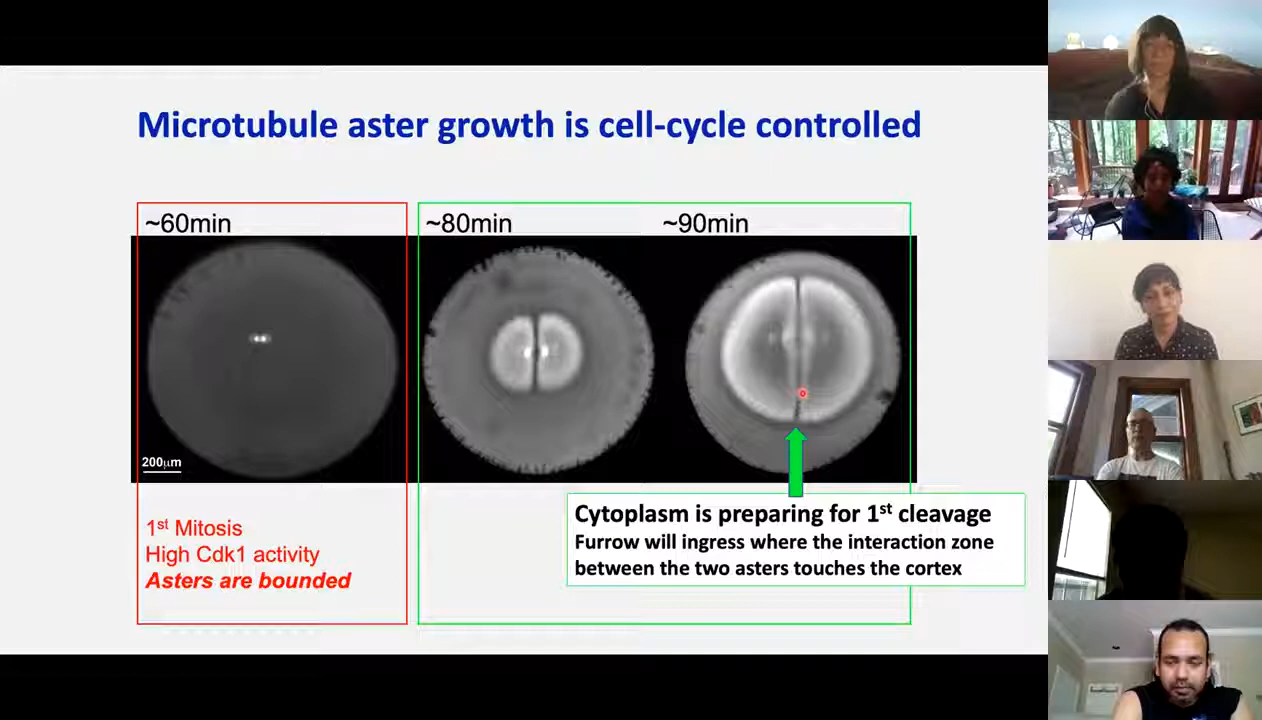 Microtubule aster growth is cell-cycle controlled
~60min
~80min
~90min
200μm
1st Mitosis
High Cdk1 activity
Asters are bounded
Cytoplasm is preparing for 1st cleavage
Furrow will ingress where the interaction zone
between the two asters touches the cortex